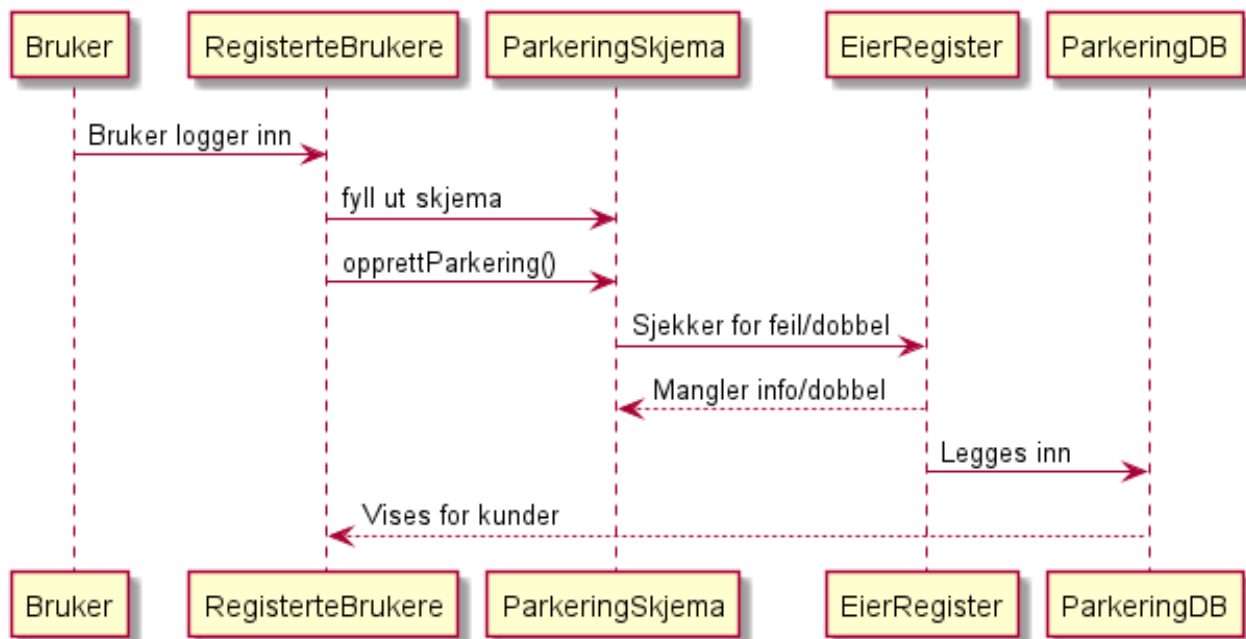 Bruker
RegisterteBrukere
ParkeringSkjema
EierRegister
ParkeringDB
Bruker logger inn
fyll ut skjema
opprettParkering()
Sjekker for feil/dobbel
Mangler info/dobbel
Legges inn
Vises for kunder
Bruker
RegisterteBrukere
ParkeringSkjema
EierRegister
ParkeringDB